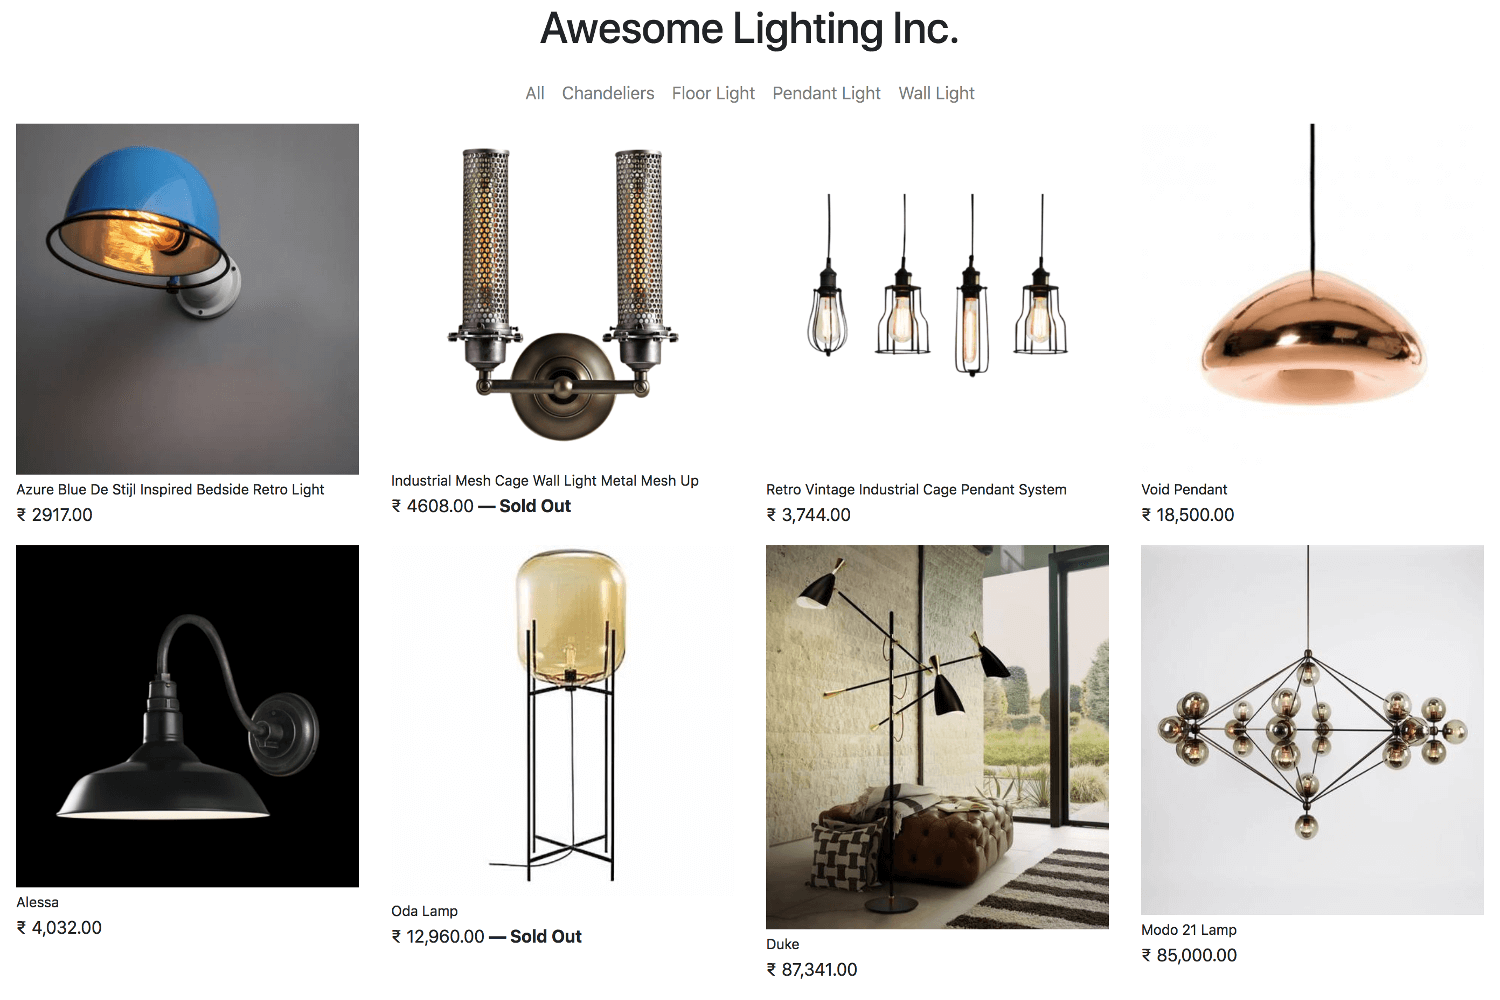 Awesome Lighting Inc.
All Chandeliers Floor Light Pendant Light Wall Light
Azure Blue De Stijl Inspired Bedside Retro Light
₹ 2917.00
Industrial Mesh Cage Wall Light Metal Mesh Up
₹ 4608.00 — Sold Out
Retro Vintage Industrial Cage Pendant System
₹ 3,744.00
Void Pendant
₹ 18,500.00
Alessa
₹ 4,032.00
Oda Lamp
₹ 12,960.00 — Sold Out
Duke
₹ 87,341.00
Modo 21 Lamp
₹ 85,000.00